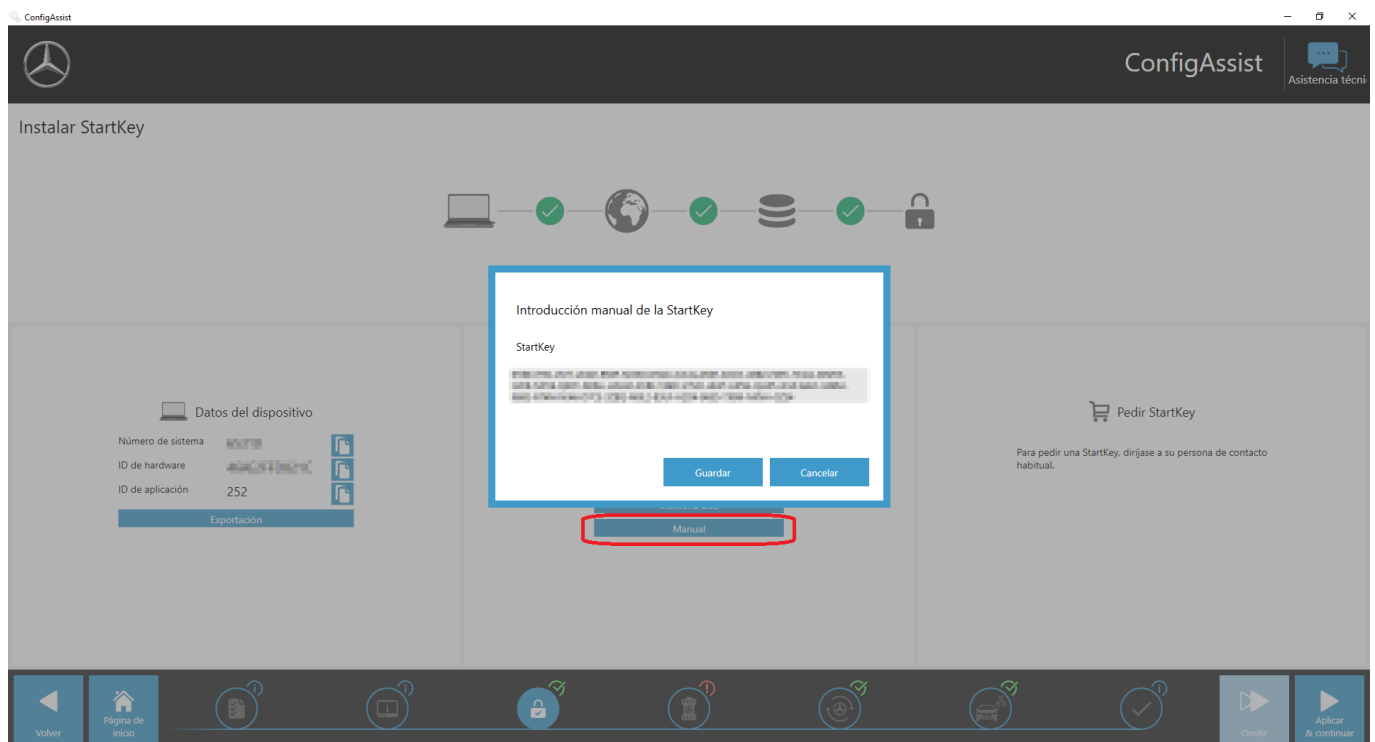 ConfigAssist
ConfigAssist
Asistencia técni
Instalar StartKey
Introducción manual de la StartKey
StartKey
Guardar
Cancelar
Datos del dispositivo
Número de sistema
ID de hardware
ID de aplicación
252
Exportación
Manual
Pedir StartKey
Para pedir una StartKey, diríjase a su persona de contacto
habitual.
Volver
Página de
inicio
Omitir
Aplicar
& continuar